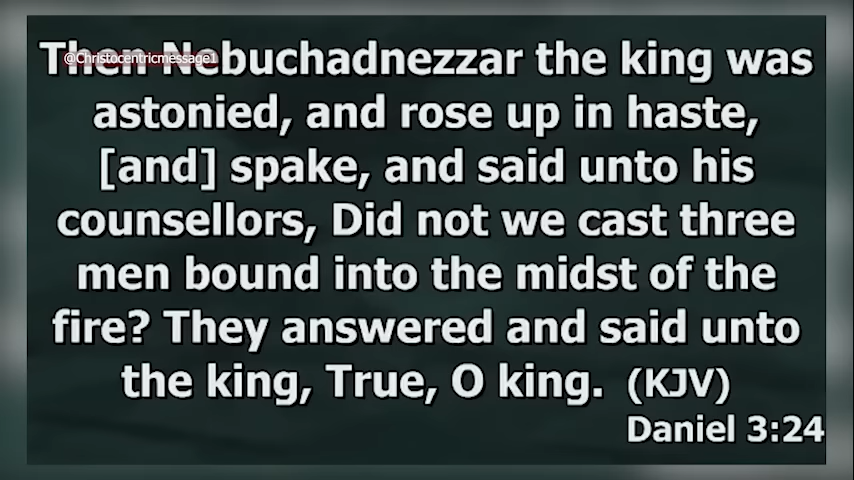 @Christocentricmessage1
Then Nebuchadnezzar the king was
astonied, and rose up in haste,
[and] spake, and said unto his
counsellors, Did not we cast three
men bound into the midst of the
fire? They answered and said unto
the king, True, O king. (KJV)
Daniel 3:24